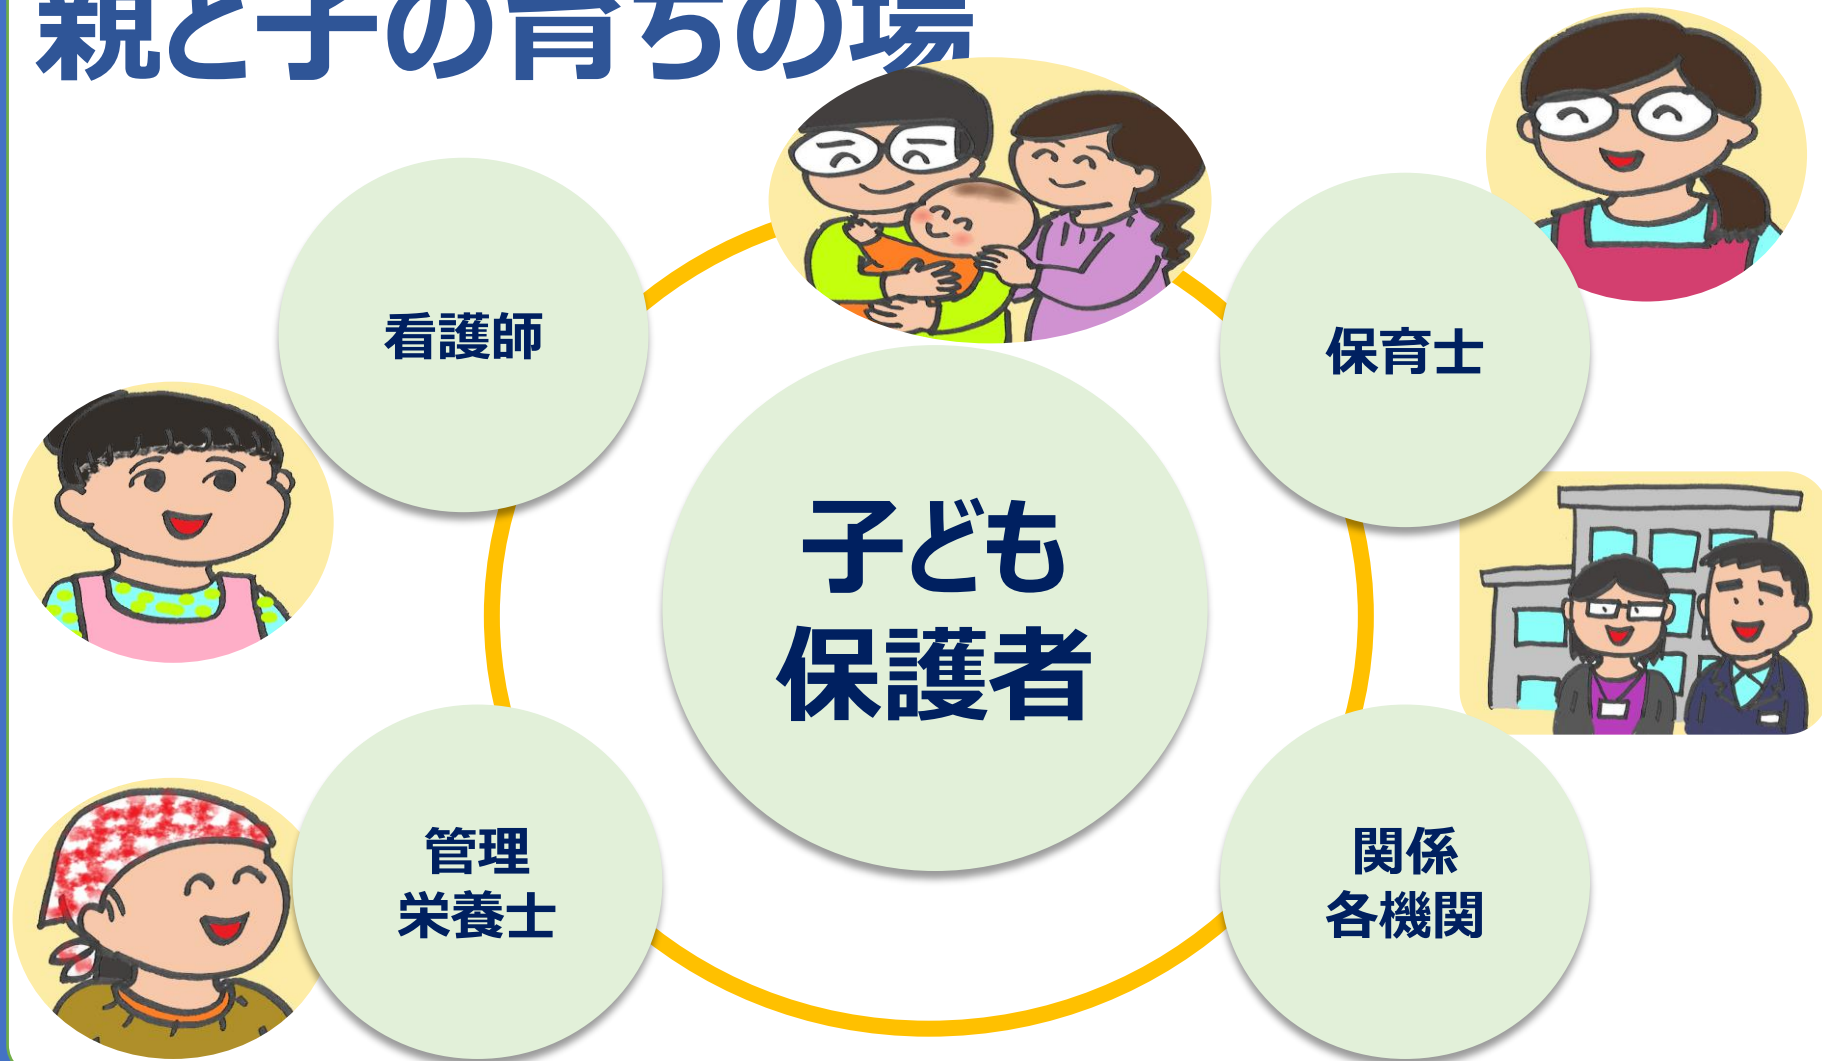 親と子の育ちの場
看護師
保育士
子ども
保護者
管理
栄養士
関係
各機関